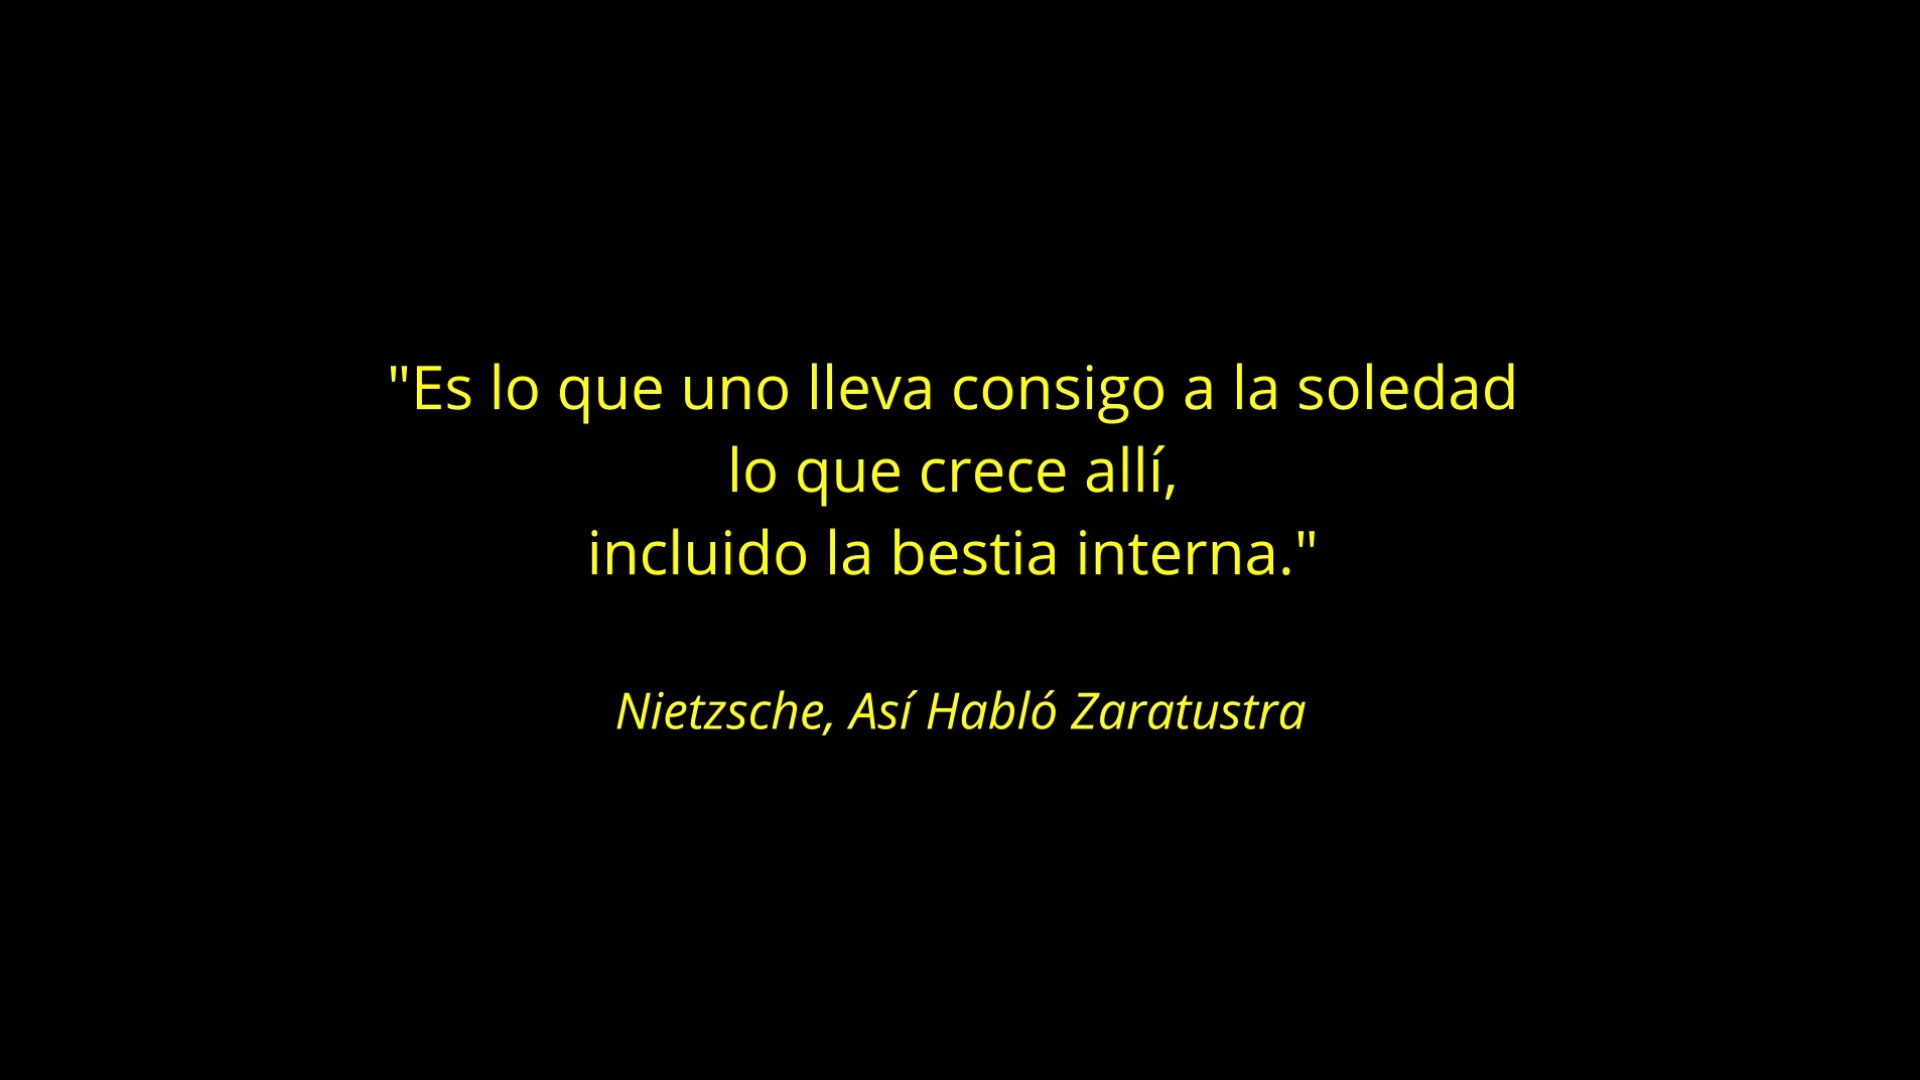 "Es lo que uno lleva consigo a la soledad
lo que crece allí,
incluido la bestia interna."
Nietzsche, Así Habló Zaratustra